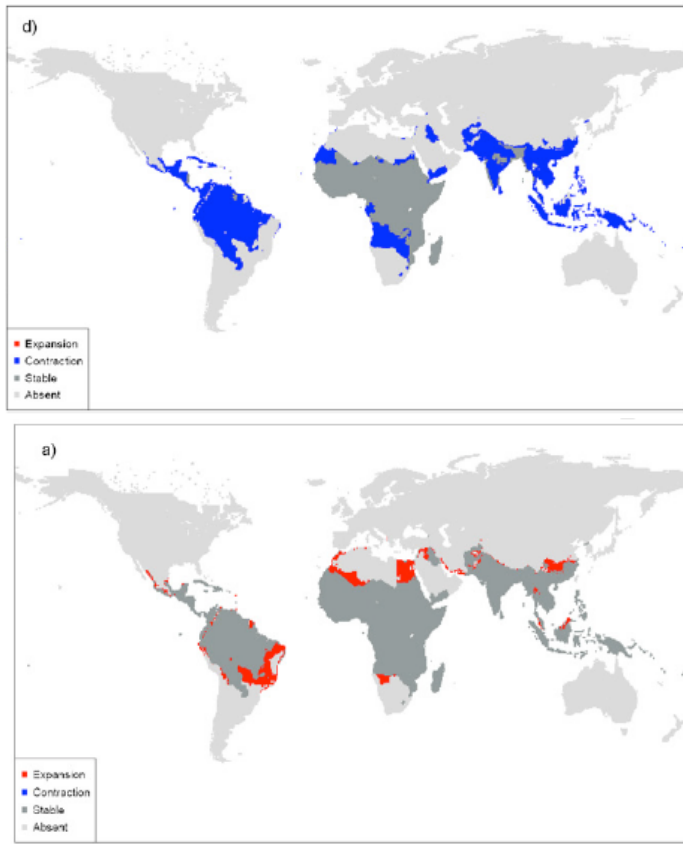 d)
Expansion
Contraction
Stable
Absent
a)
Expansion
Contraction
Stable
Absent